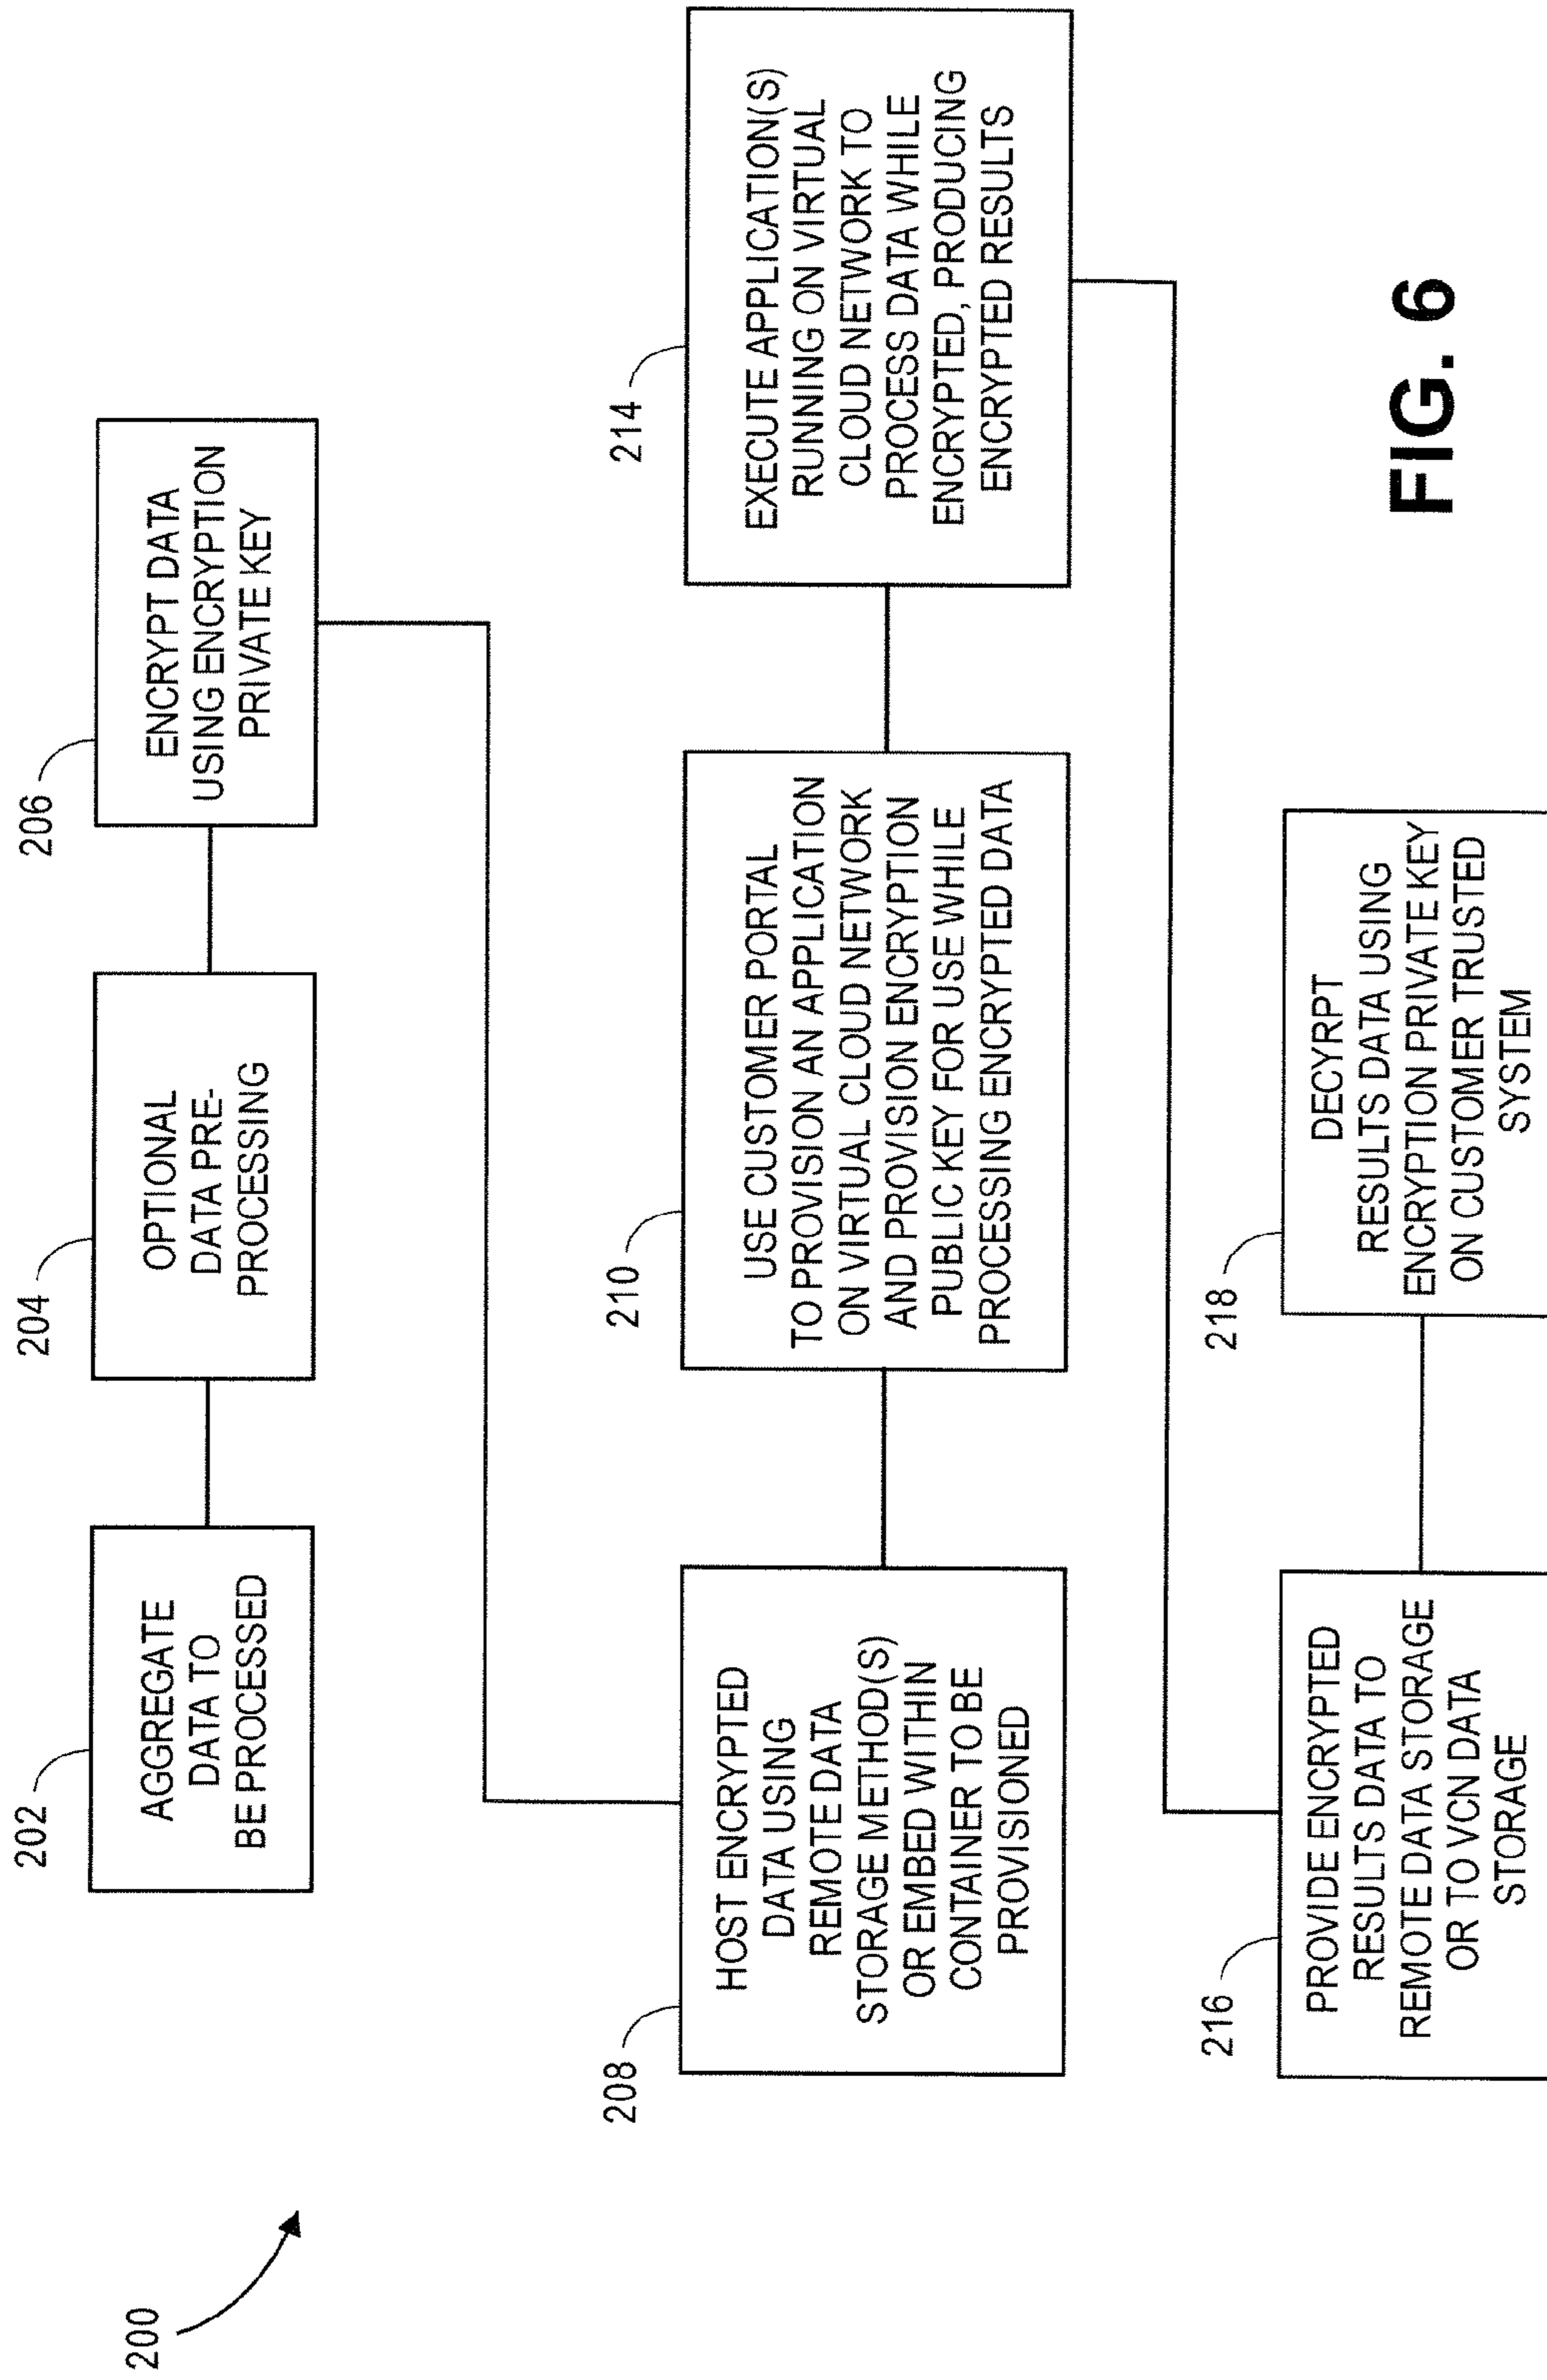 200
202
AGGREGATE
DATA TO
BE PROCESSED
204
OPTIONAL
DATA PRE-
PROCESSING
206
ENCRYPT DATA
USING ENCRYPTION
PRIVATE KEY
208
HOST ENCRYPTED
DATA USING
REMOTE DATA
STORAGE METHOD(S)
OR EMBED WITHIN
CONTAINER TO BE
PROVISIONED
210
USE CUSTOMER PORTAL
TO PROVISION AN APPLICATION
ON VIRTUAL CLOUD NETWORK
AND PROVISION ENCRYPTION
PUBLIC KEY FOR USE WHILE
PROCESSING ENCRYPTED DATA
214
EXECUTE APPLICATION(S)
RUNNING ON VIRTUAL
CLOUD NETWORK TO
PROCESS DATA WHILE
ENCRYPTED, PRODUCING
ENCRYPTED RESULTS
216
PROVIDE ENCRYPTED
RESULTS DATA TO
REMOTE DATA STORAGE
OR TO VCN DATA
STORAGE
218
DECYRPT
RESULTS DATA USING
ENCRYPTION PRIVATE KEY
ON CUSTOMER TRUSTED
SYSTEM
FIG. 6